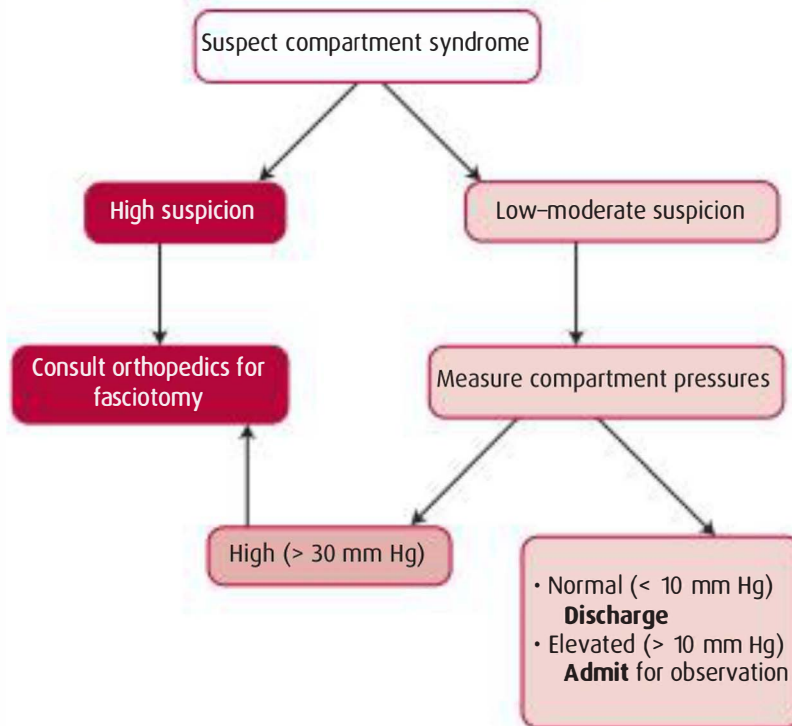 Suspect compartment syndrome
High suspicion
Low–moderate suspicion
Consult orthopedics for
fasciotomy
Measure compartment pressures
High (> 30 mm Hg)
• Normal (< 10 mm Hg)
Discharge
• Elevated (> 10 mm Hg)
Admit for observation